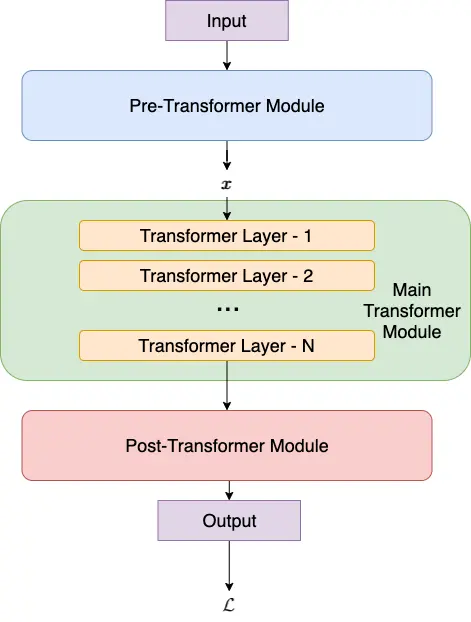 Input
Pre-Transformer Module
x
Transformer Layer - 1
Transformer Layer - 2
...
Transformer Layer - N
Main
Transformer
Module
Post-Transformer Module
Output
ℒ